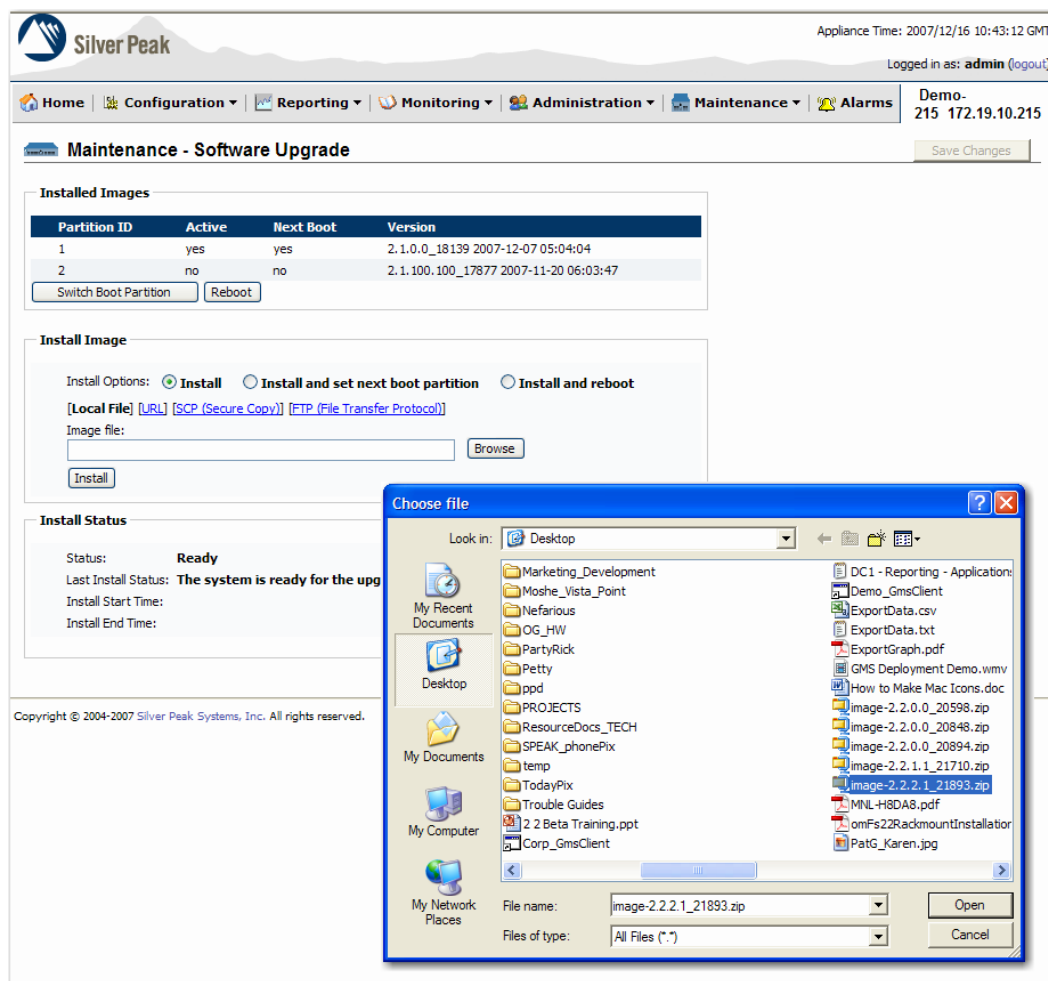 Silver Peak
Appliance Time: 2007/12/16 10:43:12 GMT
Logged in as: admin (logout)
Home | Configuration | Reporting | Monitoring | Administration | Maintenance | Alarms
Demo-
215 172.19.10.215
Maintenance - Software Upgrade
Save Changes
Installed Images
Partition ID Active Next Boot Version
1 yes yes 2.1.0.0_18139 2007-12-07 05:04:04
2 no no 2.1.100.100_17877 2007-11-20 06:03:47
Switch Boot Partition Reboot
Install Image
Install Options: Install Install and set next boot partition Install and reboot
[Local File] [URL] [SCP (Secure Copy)] [FTP (File Transfer Protocol)]
Image file:
Browse
Install
Install Status
Status: Ready
Last Install Status: The system is ready for the upg
Install Start Time:
Install End Time:
Copyright © 2004-2007 Silver Peak Systems, Inc. All rights reserved.
Choose file
Look in: Desktop
My Recent
Documents
Desktop
My Documents
My Computer
My Network
Places
Marketing_Development
Moshe_Vista_Point
Nefarious
OG_HW
PartyRick
Petty
ppd
PROJECTS
ResourceDocs_TECH
SPEAK_phonePix
temp
TodayPix
Trouble Guides
2 2 Beta Training.ppt
Corp_GmsClient
DC1 - Reporting - Applications
Demo_GmsClient
ExportData.csv
ExportData.txt
ExportGraph.pdf
GMS Deployment Demo.wmv
How to Make Mac Icons.doc
image-2.2.0.0_20598.zip
image-2.2.0.0_20848.zip
image-2.2.0.0_20894.zip
image-2.2.1.1_21710.zip
image-2.2.2.1_21893.zip
MNL-H8DA8.pdf
omFs22RackmountInstallation
PatG_Karen.jpg
File name: image-2.2.2.1_21893.zip Open
Files of type: All Files (*.*) Cancel